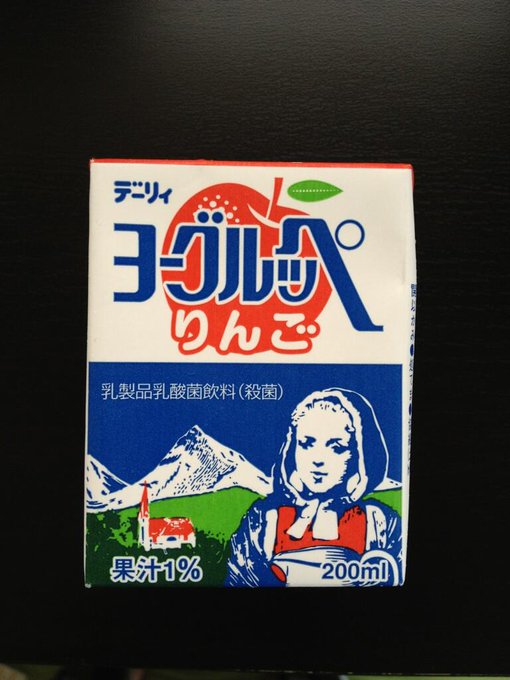 デーリィ
ヨーグルッペ
りんご
乳製品乳酸菌飲料(殺菌)
果汁1%
200ml